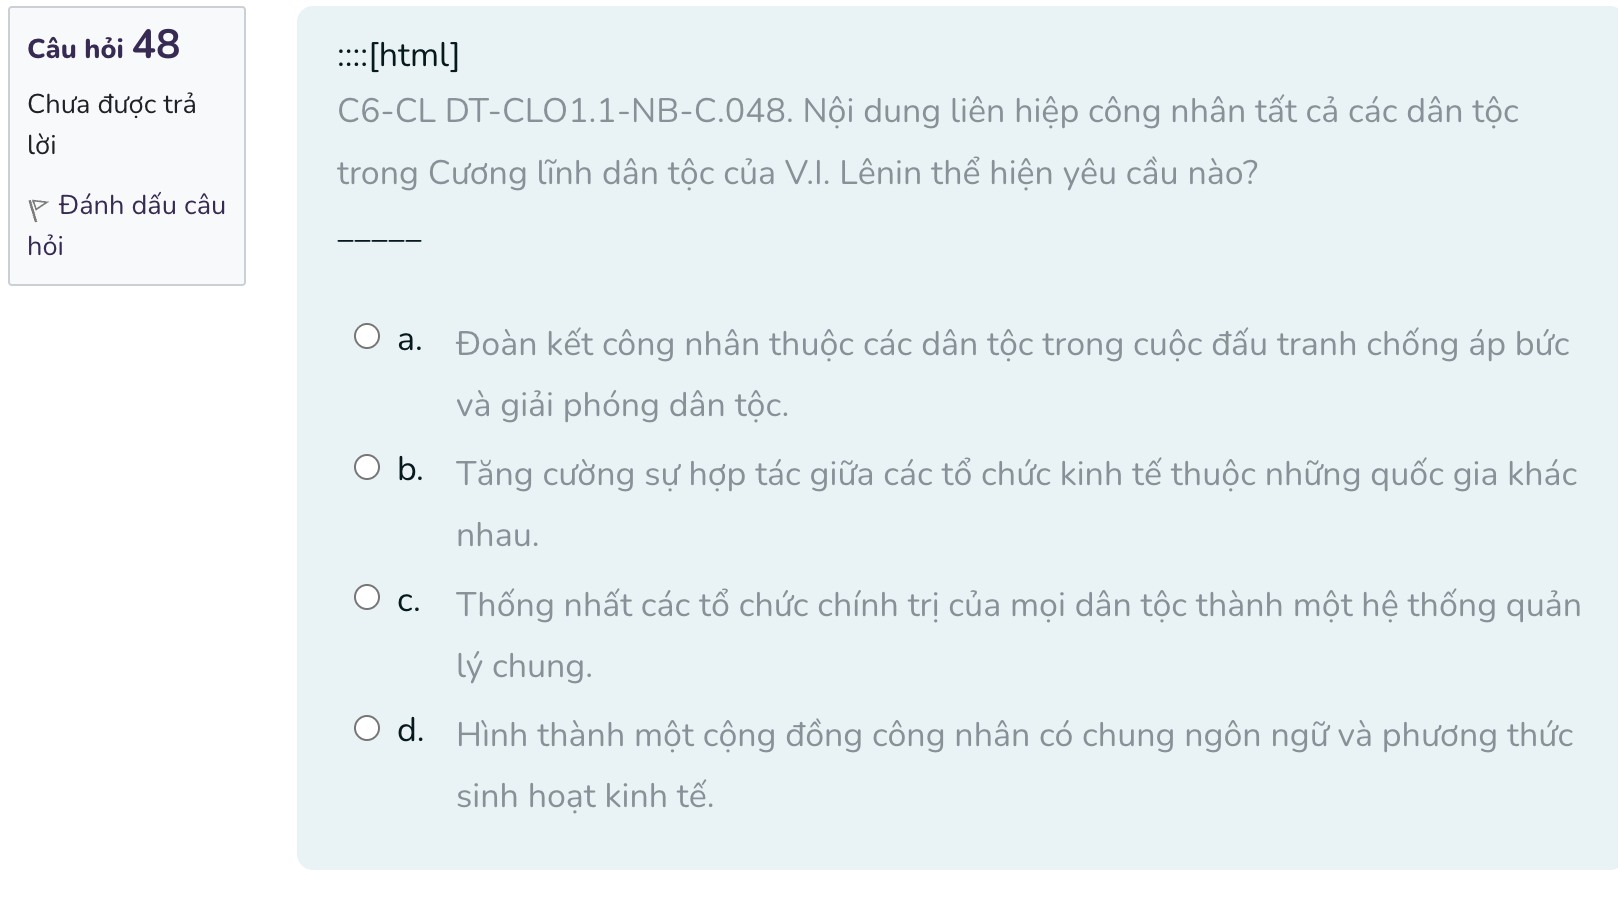 Câu hỏi 48
Chưa được trả
lời
Đánh dấu câu
hỏi
::::[html]
C6-CL DT-CLO1.1-NB-C.048. Nội dung liên hiệp công nhân tất cả các dân tộc
trong Cương lĩnh dân tộc của V.I. Lênin thể hiện yêu cầu nào?
_____
a. Đoàn kết công nhân thuộc các dân tộc trong cuộc đấu tranh chống áp bức
và giải phóng dân tộc.
b. Tăng cường sự hợp tác giữa các tổ chức kinh tế thuộc những quốc gia khác
nhau.
c. Thống nhất các tổ chức chính trị của mọi dân tộc thành một hệ thống quản
lý chung.
d. Hình thành một cộng đồng công nhân có chung ngôn ngữ và phương thức
sinh hoạt kinh tế.